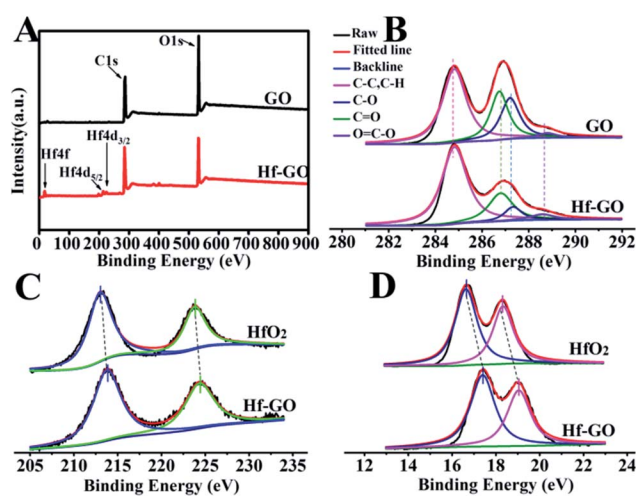 A
O1s
C1s
GO
Hf4f
Hf4d5/2
Hf4d3/2
Hf-GO
Intensity(a.u.)
0 100 200 300 400 500 600 700 800 900
Binding Energy (eV)
B
Raw
Fitted line
Backline
C-C,C-H
C-O
C=O
O=C-O
GO
Hf-GO
280 282 284 286 288 290 292
Binding Energy (eV)
C
HfO2
Hf-GO
205 210 215 220 225 230 235
Binding Energy (eV)
D
HfO2
Hf-GO
14 16 18 20 22 24
Binding Energy (eV)